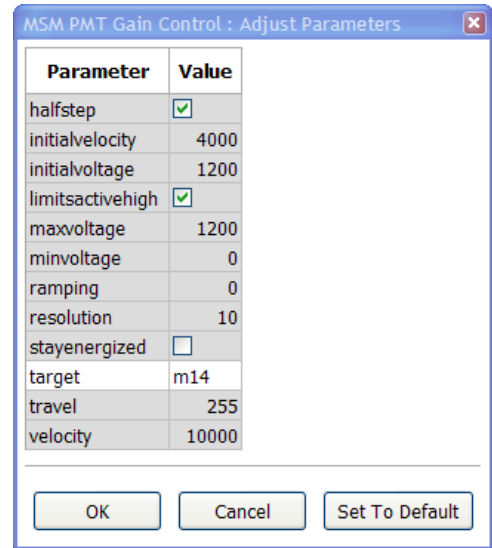 MSM PMT Gain Control : Adjust Parameters
Parameter Value
halfstep
initialvelocity 4000
initialvoltage 1200
limitsactivehigh
maxvoltage 1200
minvoltage 0
ramping 0
resolution 10
stayenergized
target m14
travel 255
velocity 10000
OK Cancel Set To Default